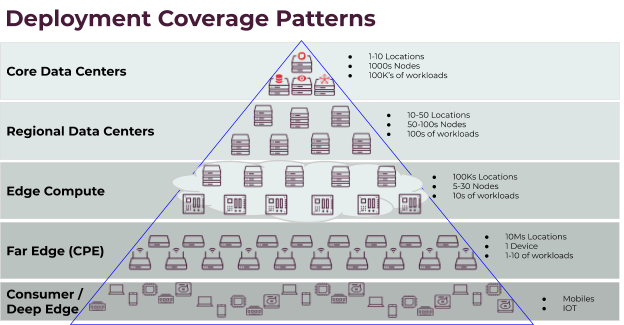 Deployment Coverage Patterns
Core Data Centers
● 1-10 Locations
● 1000s Nodes
● 100K's of workloads
Regional Data Centers
● 10-50 Locations
● 50-100s Nodes
● 100s of workloads
Edge Compute
● 100Ks Locations
● 5-30 Nodes
● 10s of workloads
Far Edge (CPE)
● 10Ms Locations
● 1 Device
● 1-10 of workloads
Consumer /
Deep Edge
● Mobiles
● IOT